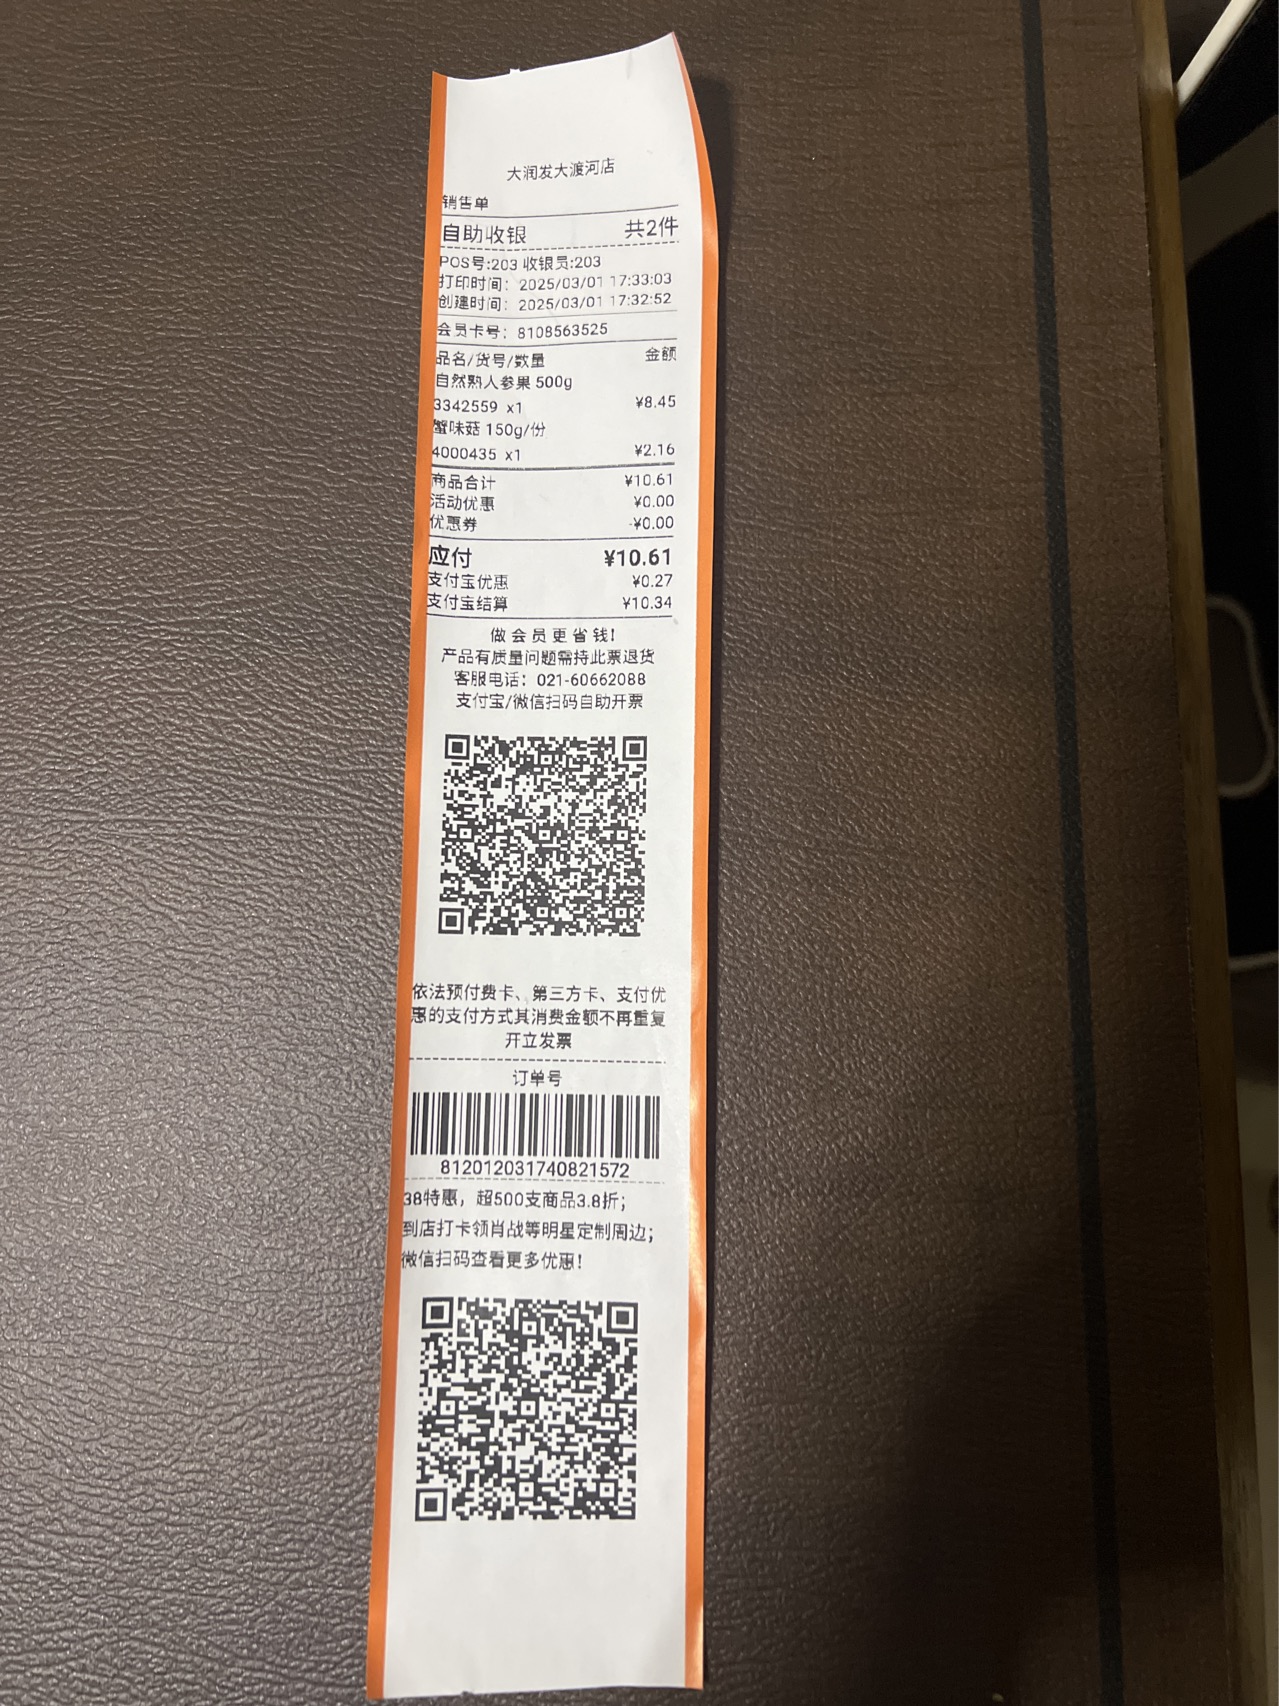 大润发大渡河店
销售单
自助收银 共2件
POS号:203 收银员:203
打印时间： 2025/03/01 17:33:03
创建时间： 2025/03/01 17:32:52
会员卡号： 8108563525
品名/货号/数量 金额
自然熟人参果 500g
3342559 x1 ¥8.45
蟹味菇 150g/份
4000435 x1 ¥2.16
商品合计 ¥10.61
活动优惠 ¥0.00
优惠券 -¥0.00
应付 ¥10.61
支付宝优惠 ¥0.27
支付宝结算 ¥10.34
做会员更省钱!
产品有质量问题需持此票退货
客服电话： 021-60662088
支付宝/微信扫码自助开票
依法预付费卡、第三方卡、支付优
惠的支付方式其消费金额不再重复
开立发票
订单号
812012031740821572
38特惠，超500支商品3.8折；
到店打卡领肖战等明星定制周边；
微信扫码查看更多优惠!